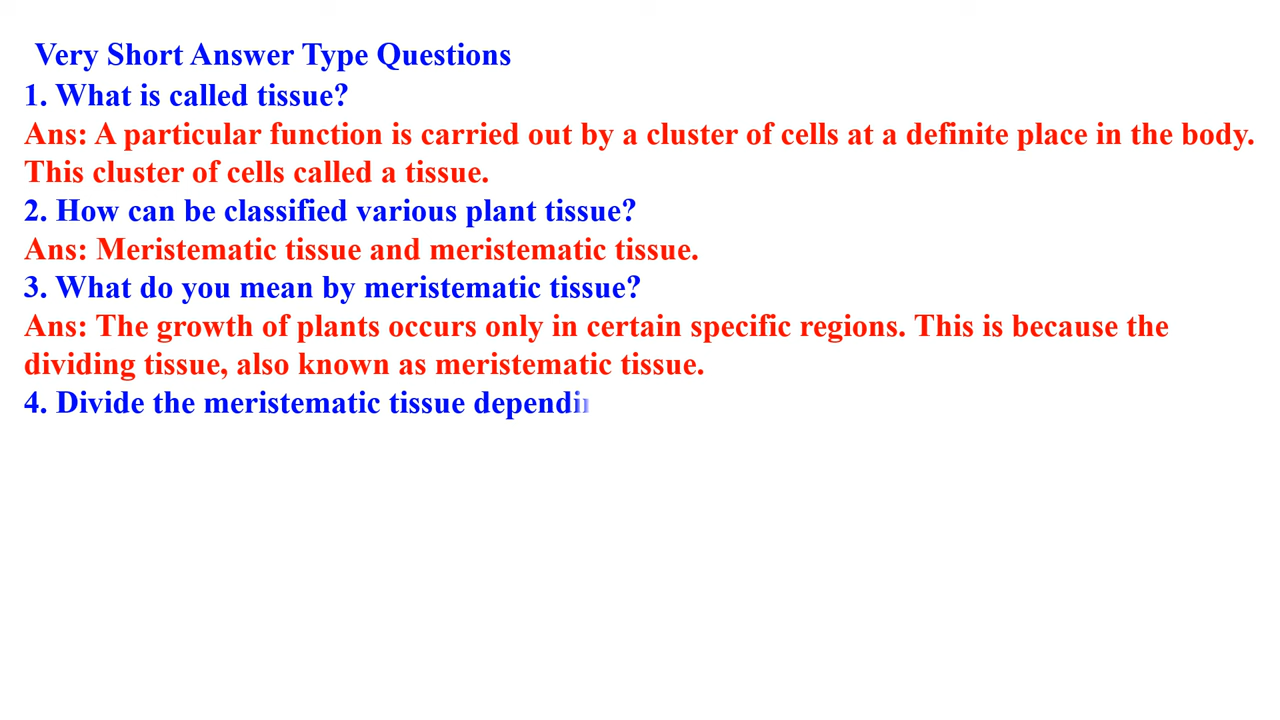 Very Short Answer Type Questions
1. What is called tissue?
Ans: A particular function is carried out by a cluster of cells at a definite place in the body.
This cluster of cells called a tissue.
2. How can be classified various plant tissue?
Ans: Meristematic tissue and meristematic tissue.
3. What do you mean by meristematic tissue?
Ans: The growth of plants occurs only in certain specific regions. This is because the
dividing tissue, also known as meristematic tissue.
4. Divide the meristematic tissue